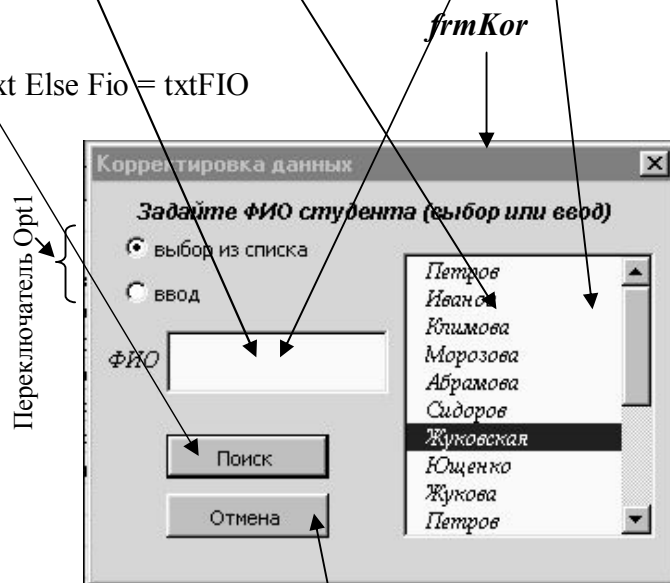 frmKor
xt Else Fio = txtFIO
Корректировка данных
Задайте ФИО студента (выбор или ввод)
Переключатель Opt1
выбор из списка
ввод
ФИО
Поиск
Отмена
Петров
Иванов
Климова
Морозова
Абрамова
Сидоров
Жуковская
Ющенко
Жукова
Петров